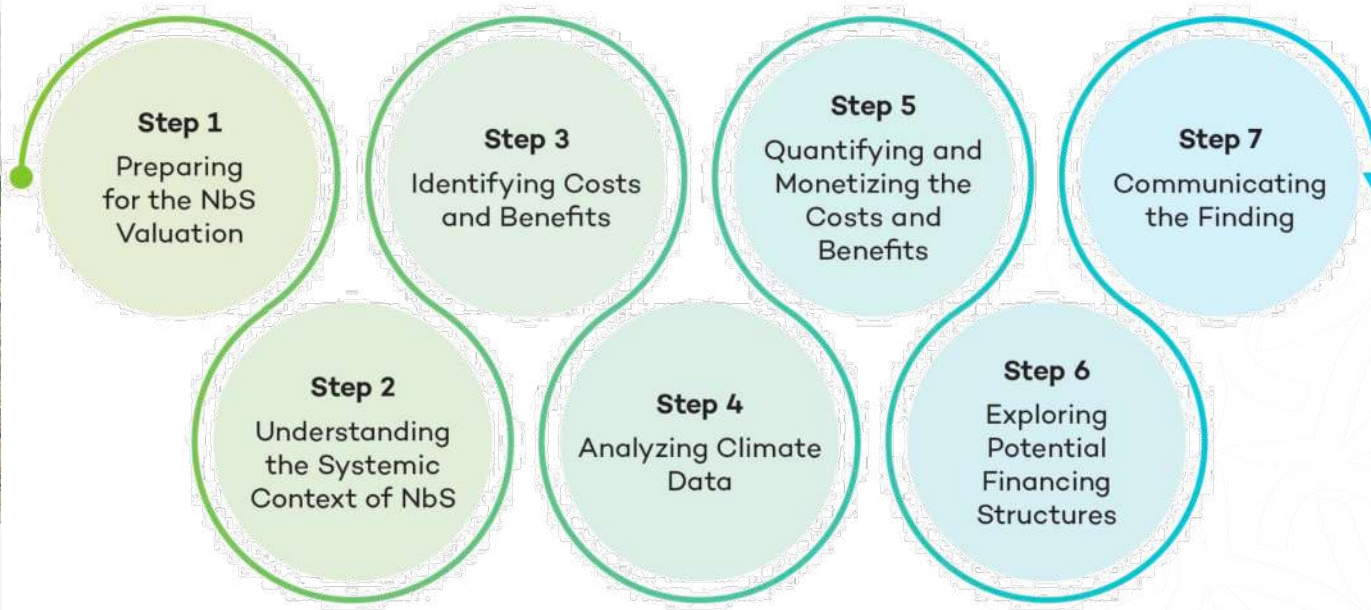 Step 1
Preparing
for the NbS
Valuation
Step 2
Understanding
the Systemic
Context of NbS
Step 3
Identifying Costs
and Benefits
Step 4
Analyzing Climate
Data
Step 5
Quantifying and
Monetizing the
Costs and
Benefits
Step 6
Exploring
Potential
Financing
Structures
Step 7
Communicating
the Finding